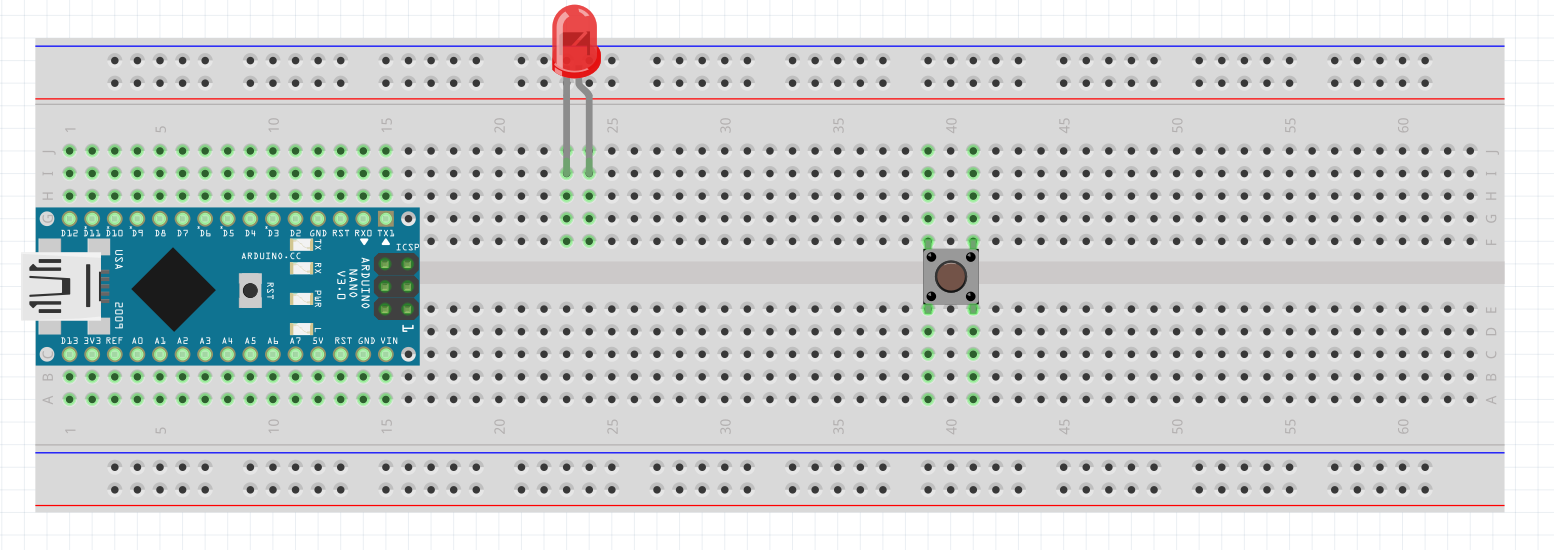 1 5 10 15 20 25 30 35 40 45 50 55 60
J J
I I
H H
G G
D12 D11 D10 D9 D8 D7 D6 D5 D4 D3 D2 GND RST RX0 TX1
F
TX
ICSP
USA
ARDUINO.CC
RX
ARDUINO
NANO
V3.0
RST
PWR
2009
L
1
E
D
D13 3V3 REF A0 A1 A2 A3 A4 A5 A6 A7 5V RST GND VIN
C C
B B
A A
1 5 10 15 20 25 30 35 40 45 50 55 60